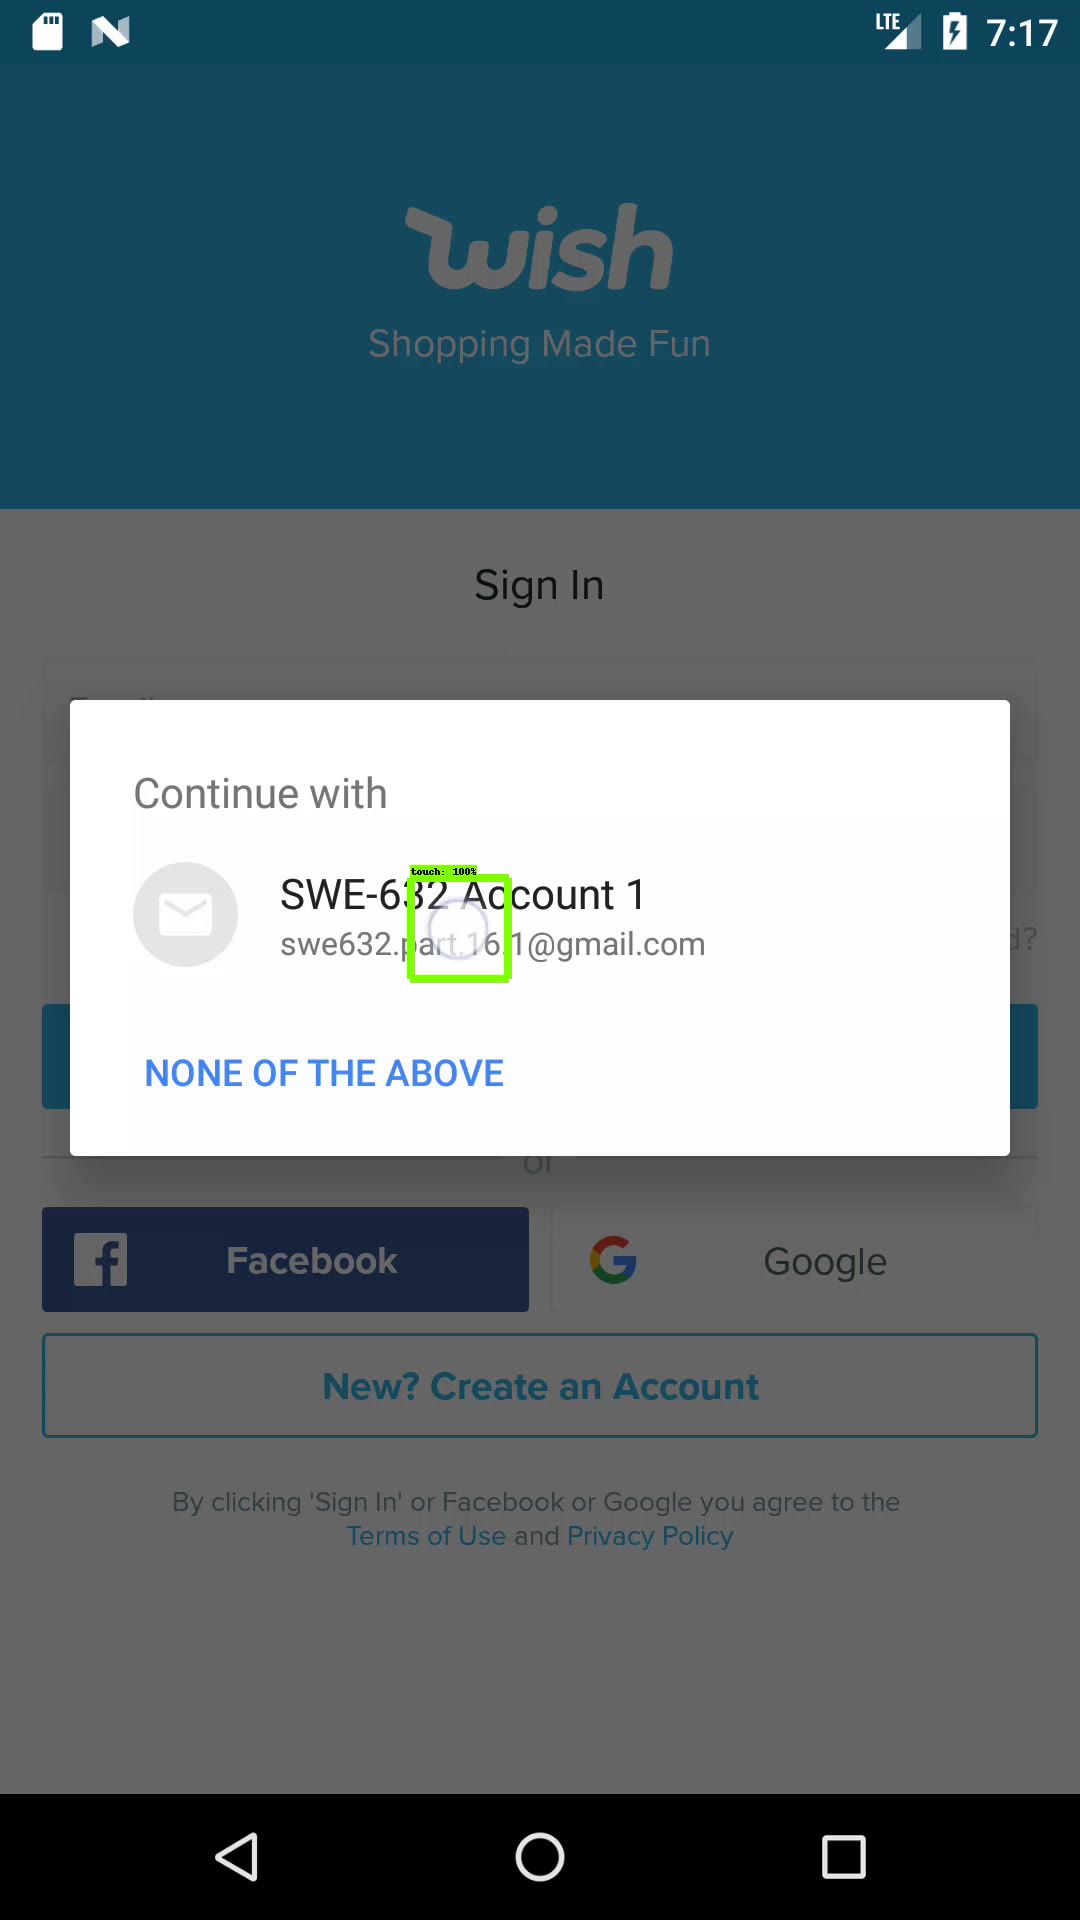 LTE 7:17
wish
Shopping Made Fun
Sign In
Continue with
touch: 100%
SWE-632 Account 1
swe632.part.16.1@gmail.com
d?
NONE OF THE ABOVE
or
Facebook
Google
New? Create an Account
By clicking 'Sign In' or Facebook or Google you agree to the
Terms of Use and Privacy Policy